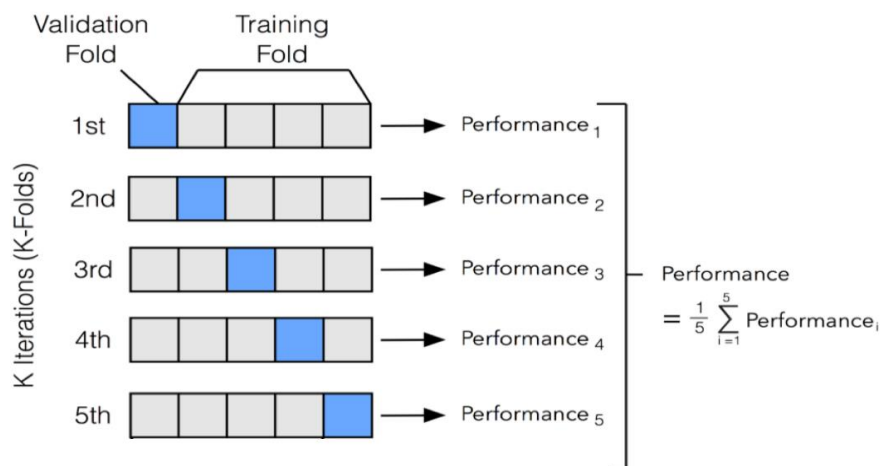 Validation
Fold
Training
Fold
K Iterations (K-Folds)
1st
Performance 1
2nd
Performance 2
3rd
Performance 3
4th
Performance 4
5th
Performance 5
Performance
= 1/5 5 ∑ i=1 Performance i